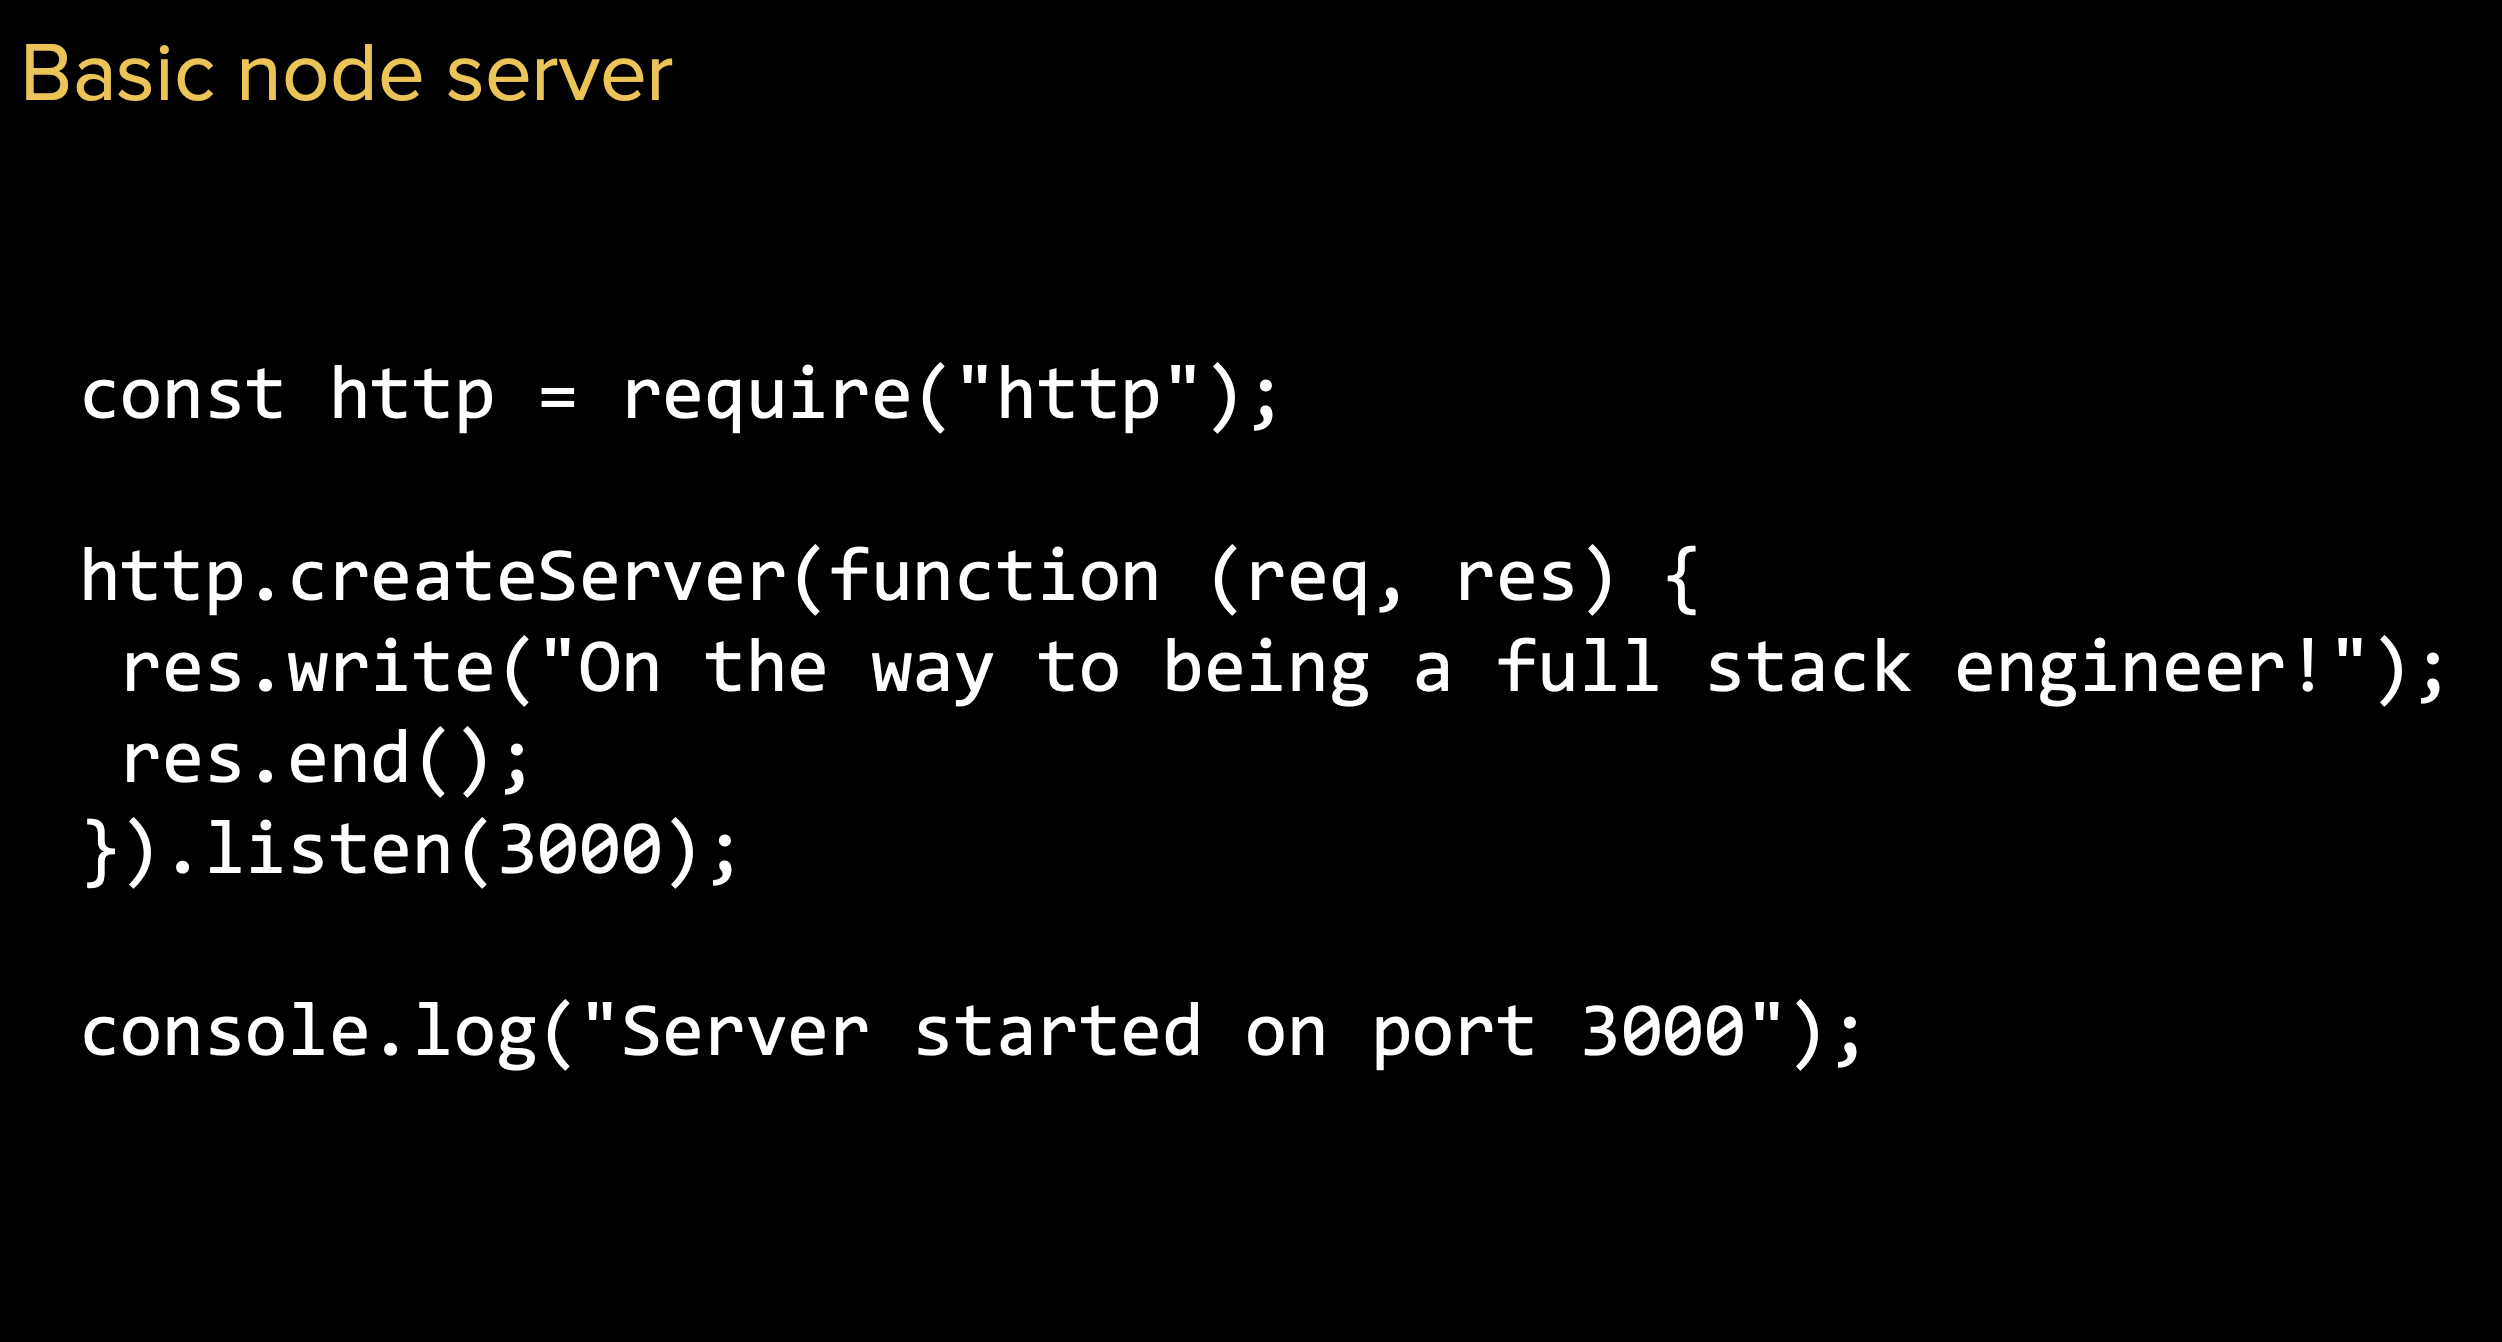 Basic node server
const http = require("http");
http.createServer(function (req, res) {
 res.write("On the way to being a full stack engineer!");
 res.end();
}).listen(3000);
console.log("Server started on port 3000");